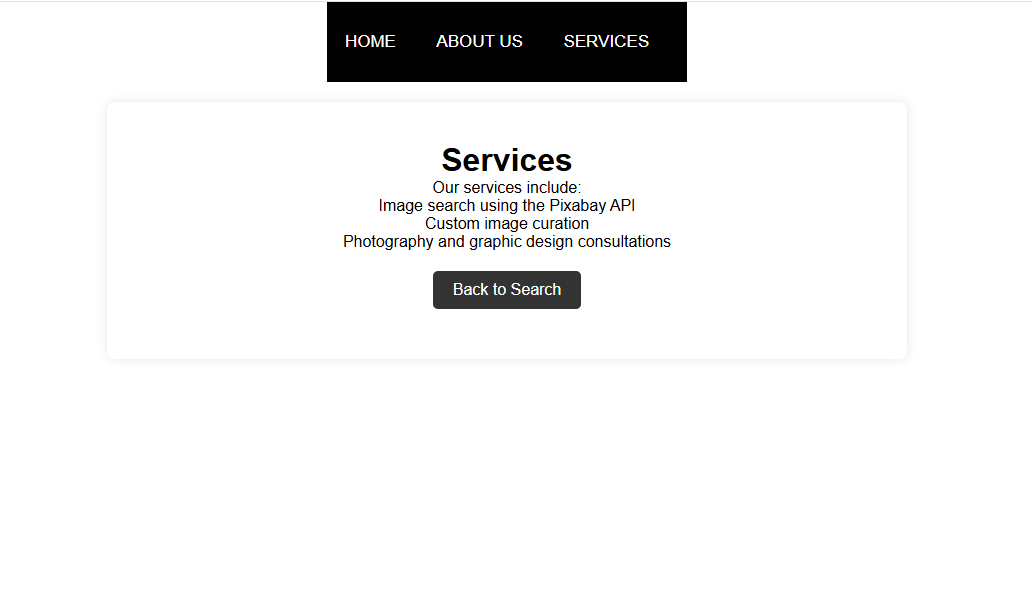 HOME ABOUT US SERVICES
Services
Our services include:
Image search using the Pixabay API
Custom image curation
Photography and graphic design consultations
Back to Search